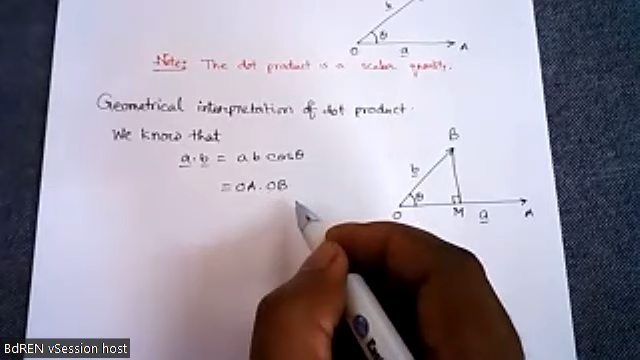 b
θ
O a A
Note: The dot product is a scalar quantity.
Geometrical interpretation of dot product.
We know that
a . b = a b cosθ
= OA . OB
B
b
θ
O M a A
BdREN vSession host